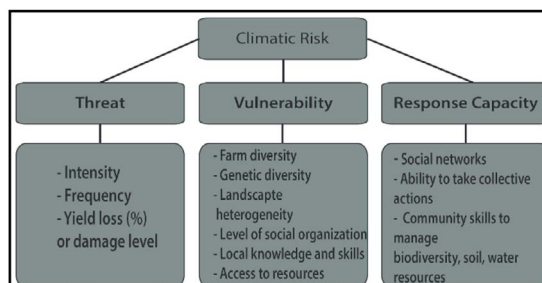 Climatic Risk
Threat
Vulnerability
Response Capacity
- Intensity
- Frequency
- Yield loss (%)
or damage level
- Farm diversity
- Genetic diversity
- Landscapte
heterogeneity
- Level of social organization
- Local knowledge and skills
- Access to resources
- Social networks
- Ability to take collective
actions
- Community skills to
manage
biodiversity, soil, water
resources